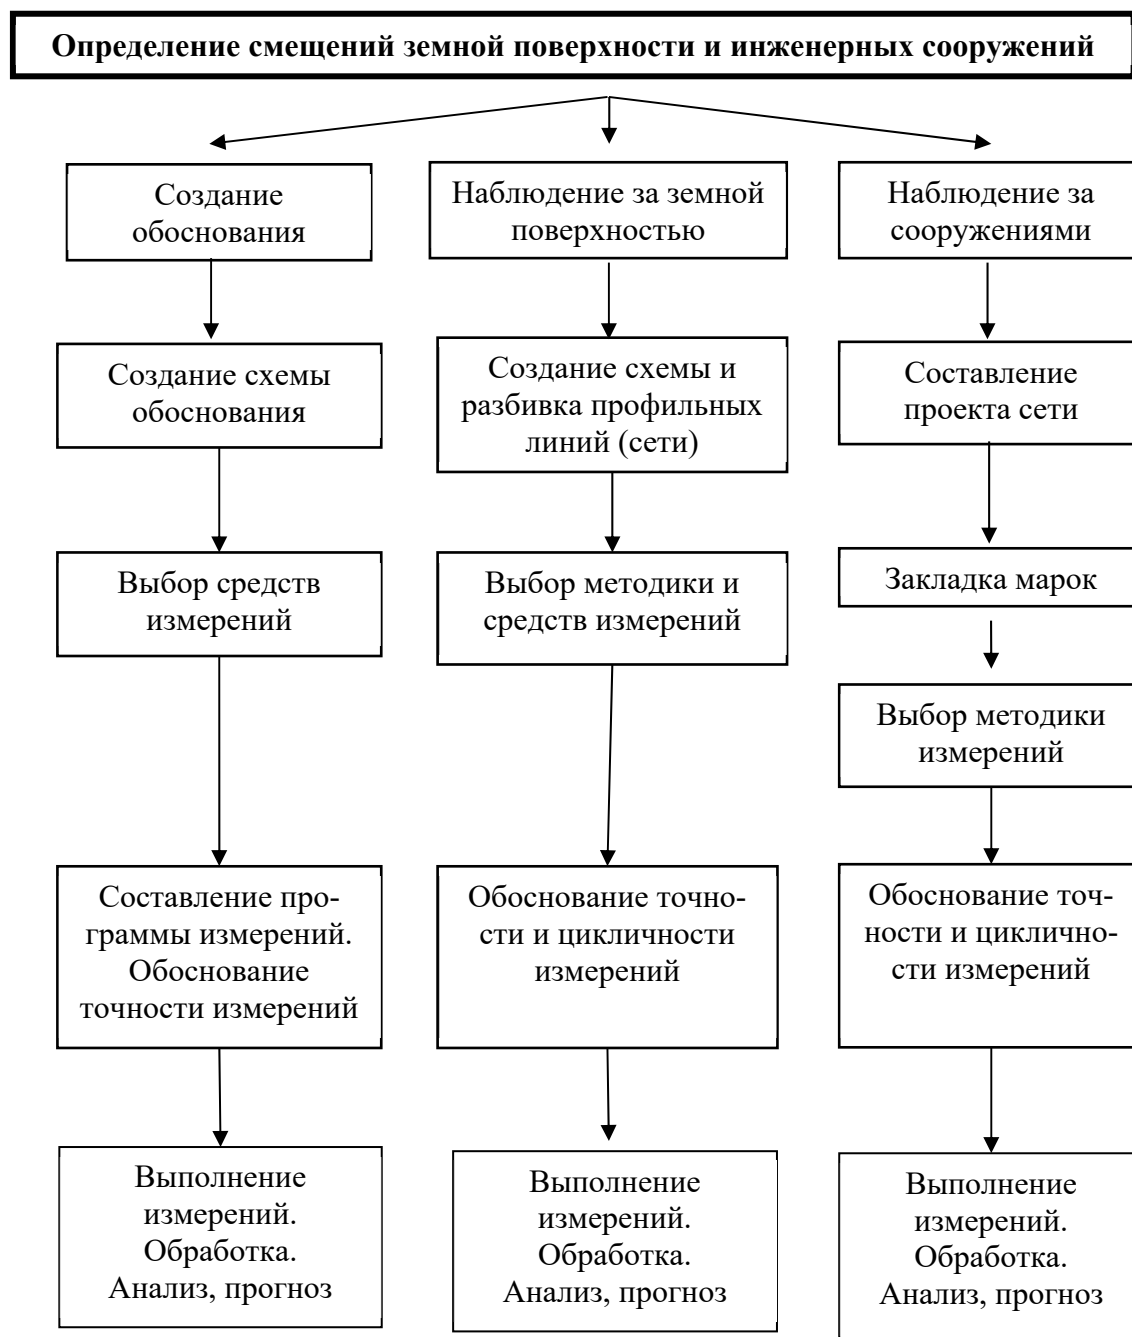 Определение смещений земной поверхности и инженерных сооружений
Создание
обоснования
Наблюдение за земной
поверхностью
Наблюдение за
сооружениями
Создание схемы
обоснования
Создание схемы и
разбивка профильных
линий (сети)
Составление
проекта сети
Выбор средств
измерений
Выбор методики и
средств измерений
Закладка марок
Выбор методики
измерений
Составление про-
граммы измерений.
Обоснование
точности измерений
Обоснование точно-
сти и цикличности
измерений
Обоснование точ-
ности и циклично-
сти измерений
Выполнение
измерений.
Обработка.
Анализ, прогноз
Выполнение
измерений.
Обработка.
Анализ, прогноз
Выполнение
измерений.
Обработка.
Анализ, прогноз